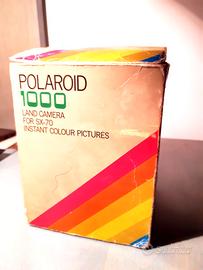 POLAROID
1000
LAND CAMERA
FOR SX-70
INSTANT COLOUR PICTURES